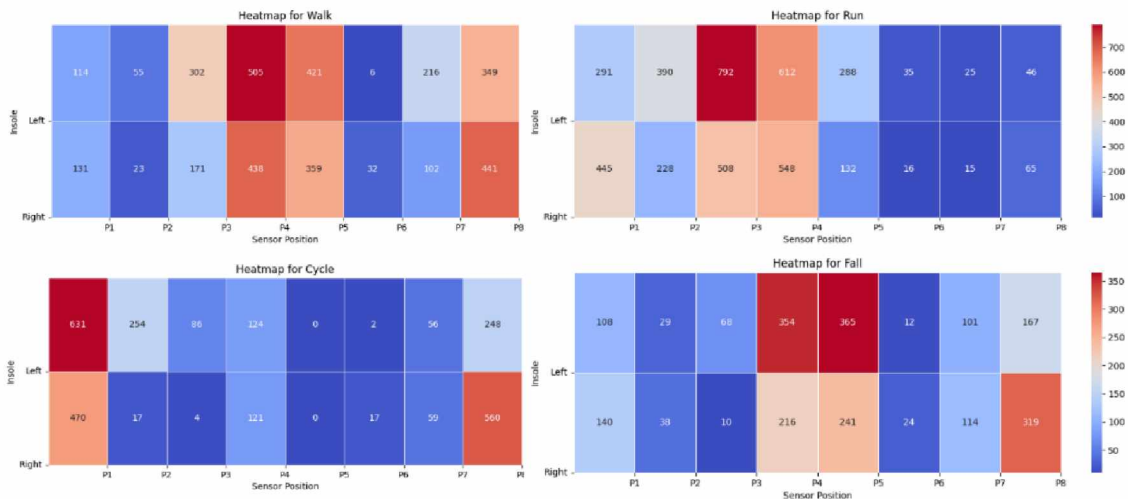 Heatmap for Walk
114 55 302 505 421 6 216 349
Left
131 23 171 438 359 32 102 441
Right
P1 P2 P3 P4 P5 P6 P7 P8
Sensor Position
Insole
Heatmap for Run
291 390 792 612 288 35 25 46
Left
445 228 508 548 132 16 15 65
Right
P1 P2 P3 P4 P5 P6 P7 P8
Sensor Position
Insole
700
600
500
400
300
200
100
Heatmap for Cycle
631 254 86 124 0 2 56 248
Left
470 17 4 121 0 17 59 560
Right
P1 P2 P3 P4 P5 P6 P7 P8
Sensor Position
Insole
Heatmap for Fall
108 29 68 354 365 12 101 167
Left
140 38 10 216 241 24 114 319
Right
P1 P2 P3 P4 P5 P6 P7 P8
Sensor Position
Insole
350
300
250
200
150
100
50